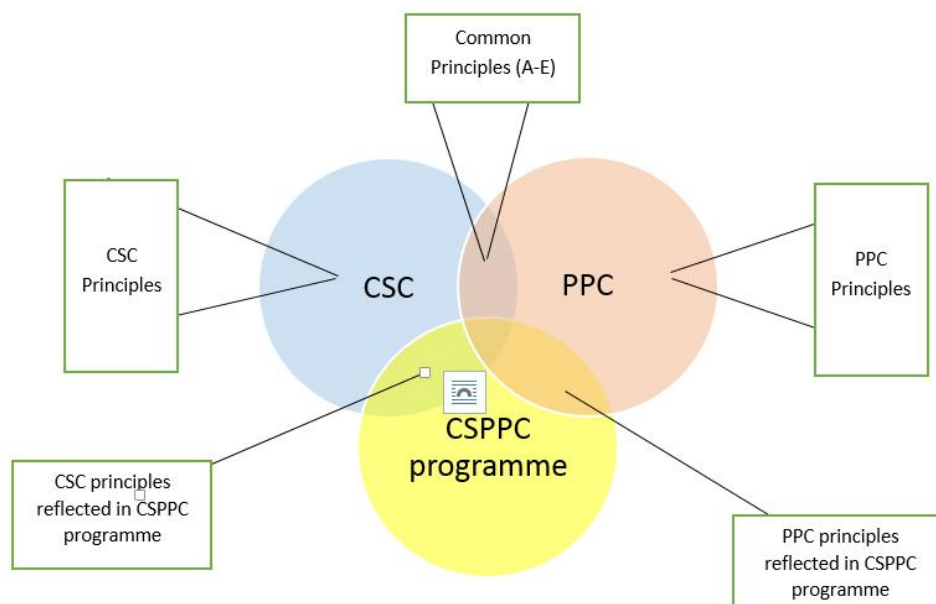 Common
Principles (A-E)
CSC
Principles
CSC
PPC
PPC
Principles
CSPPC
programme
CSC principles
reflected in CSPPC
programme
PPC principles
reflected in CSPPC
programme